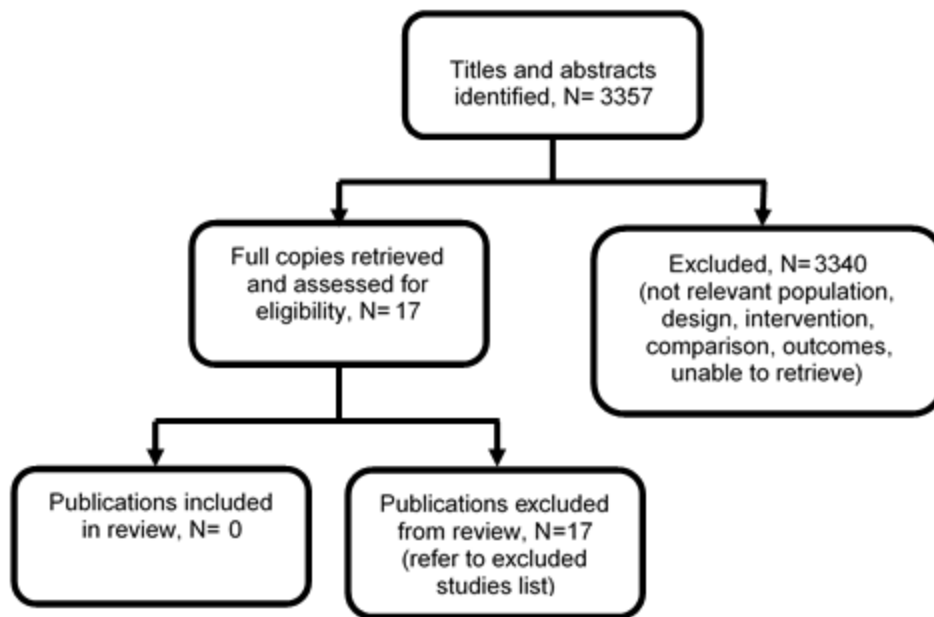 Titles and abstracts
identified, N= 3357
Full copies retrieved
and assessed for
eligibility, N= 17
Excluded, N= 3340
(not relevant population,
design, intervention,
comparison, outcomes,
unable to retrieve)
Publications included
in review, N= 0
Publications excluded
from review, N=17
(refer to excluded
studies list)